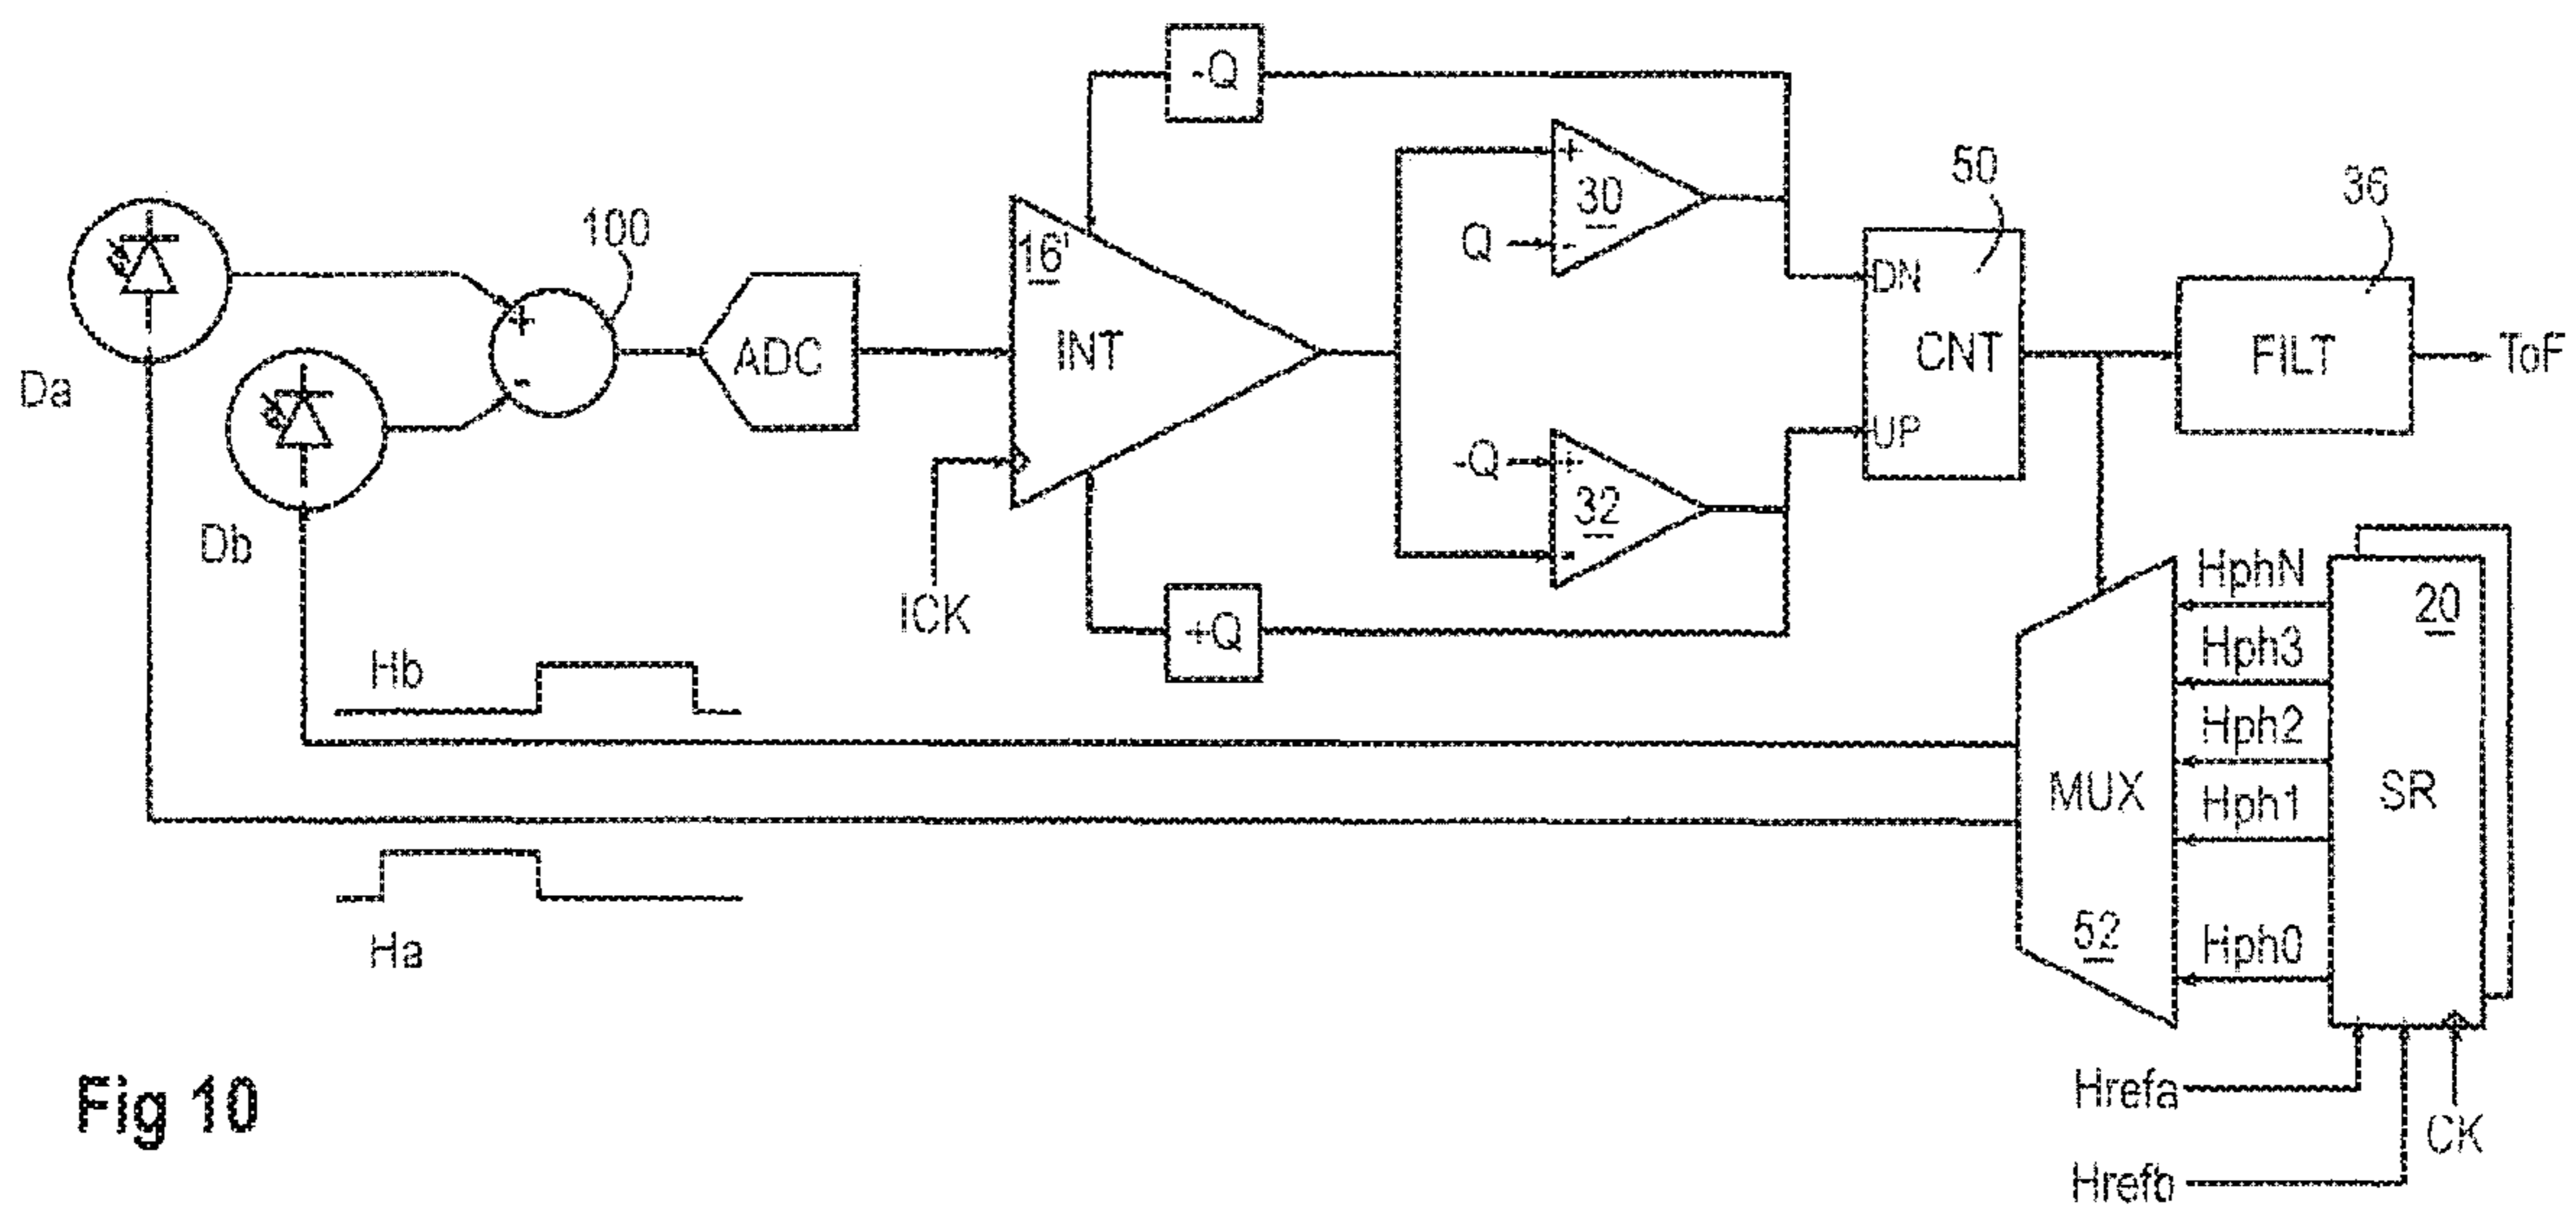 -Q
100
Da
Db
ADC
16'
INT
ICK
+
-
+
Q
-
30
-Q
+
32
-
+Q
50
DN
CNT
UP
36
FILT
ToF
Hb
Ha
MUX
52
HphN
Hph3
Hph2
Hph1
Hph0
20
SR
Hrefa
CK
Hrefb
Fig 10